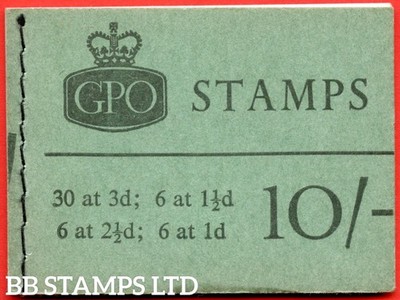 GPO STAMPS
30 at 3d; 6 at 1½d
6 at 2½d; 6 at 1d
10/-
BB STAMPS LTD